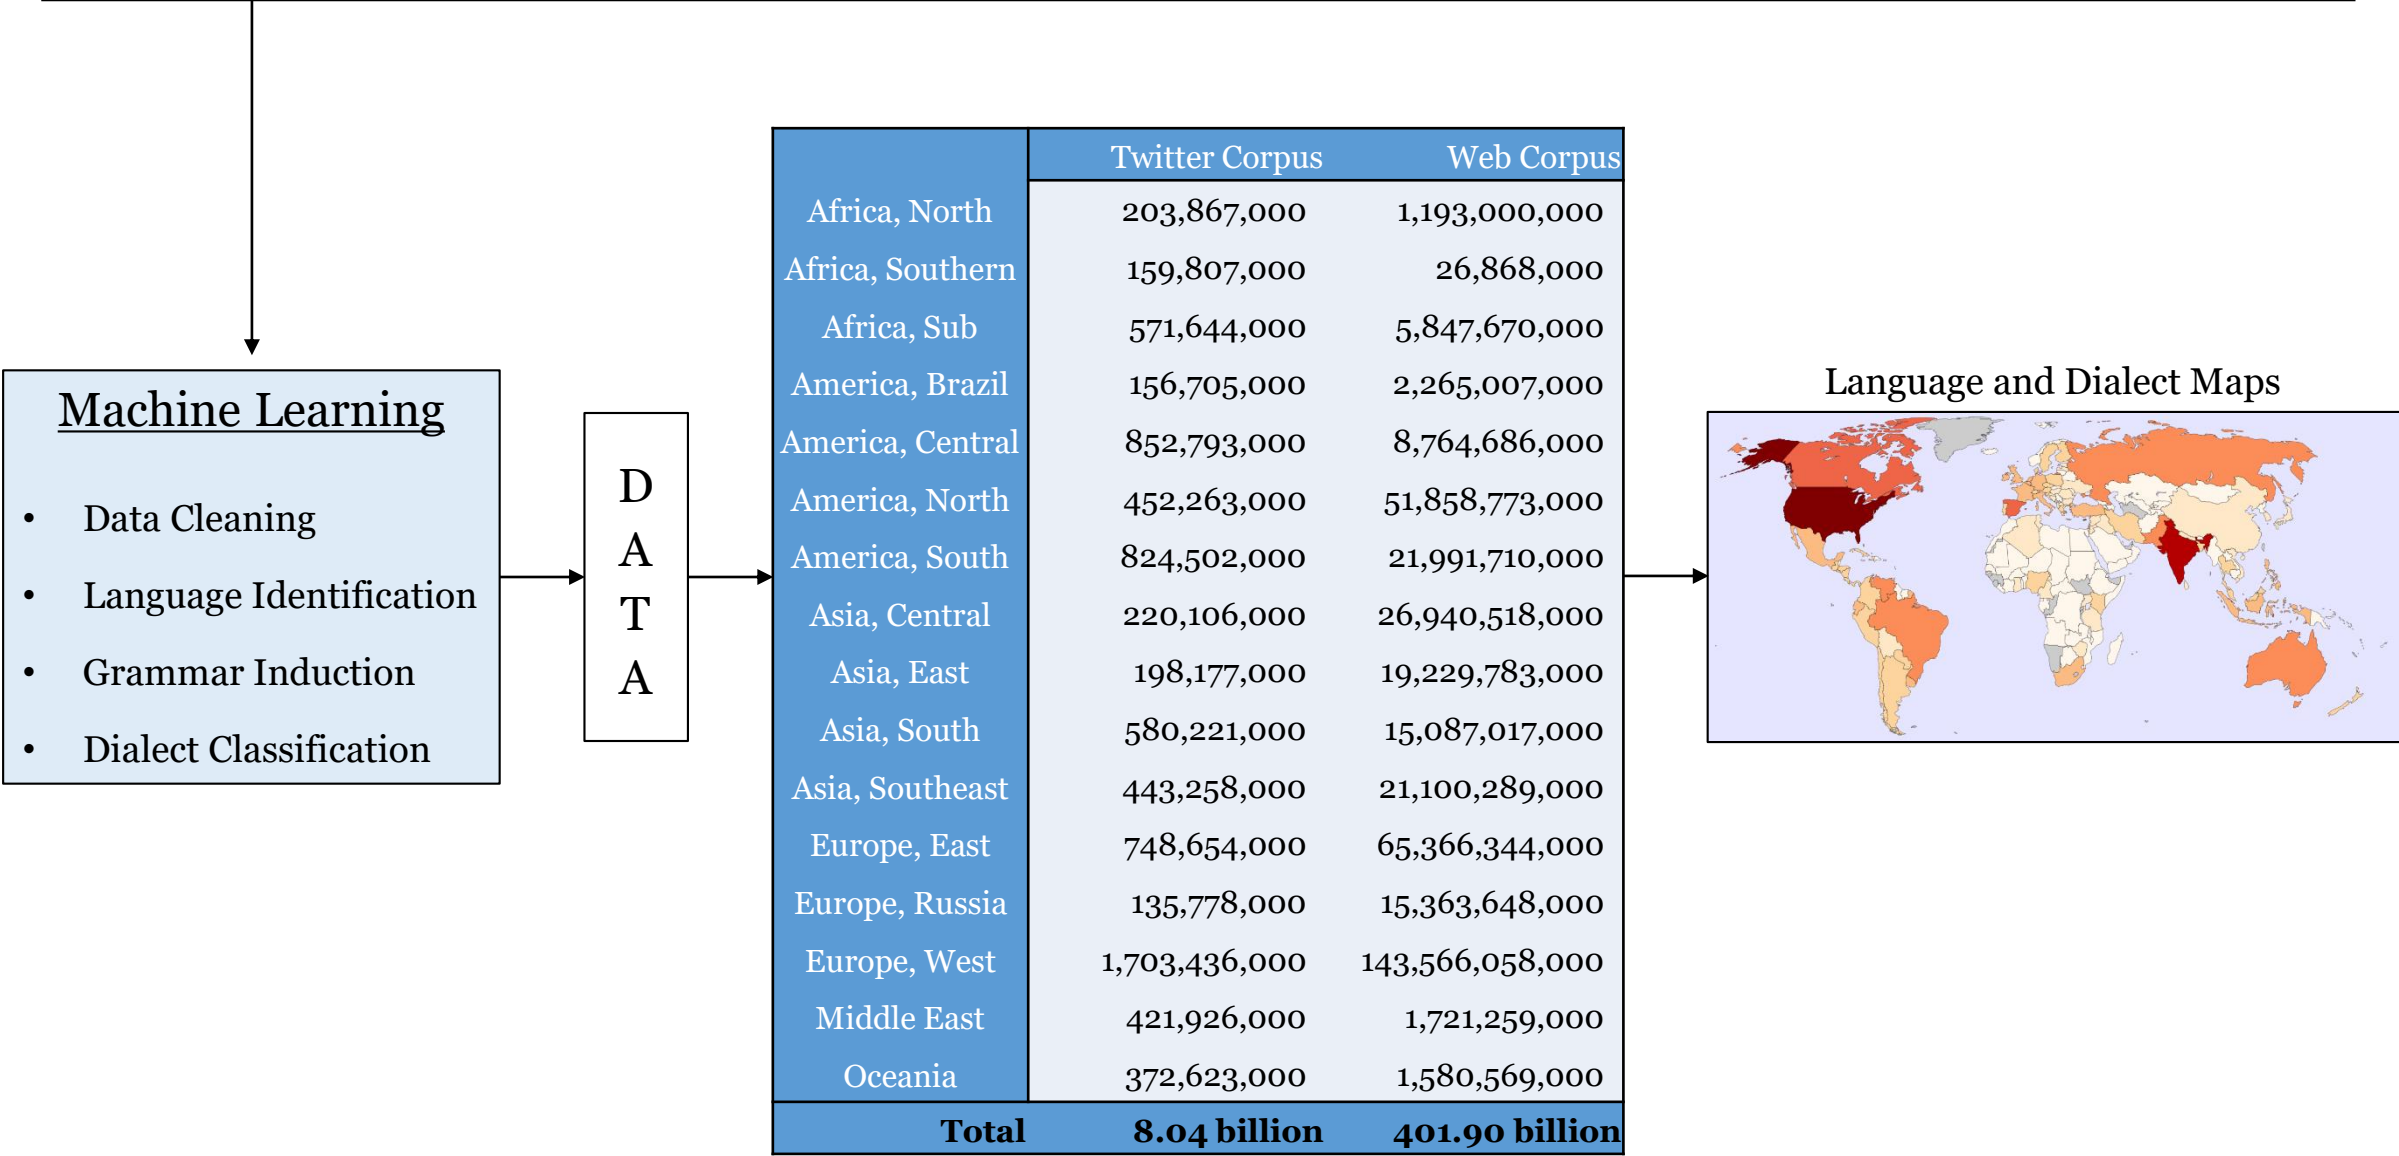 Machine Learning
• Data Cleaning
• Language Identification
• Grammar Induction
• Dialect Classification
D
A
T
A
Twitter Corpus Web Corpus
Africa, North 203,867,000 1,193,000,000
Africa, Southern 159,807,000 26,868,000
Africa, Sub 571,644,000 5,847,670,000
America, Brazil 156,705,000 2,265,007,000
America, Central 852,793,000 8,764,686,000
America, North 452,263,000 51,858,773,000
America, South 824,502,000 21,991,710,000
Asia, Central 220,106,000 26,940,518,000
Asia, East 198,177,000 19,229,783,000
Asia, South 580,221,000 15,087,017,000
Asia, Southeast 443,258,000 21,100,289,000
Europe, East 748,654,000 65,366,344,000
Europe, Russia 135,778,000 15,363,648,000
Europe, West 1,703,436,000 143,566,058,000
Middle East 421,926,000 1,721,259,000
Oceania 372,623,000 1,580,569,000
Total 8.04 billion 401.90 billion
Language and Dialect Maps